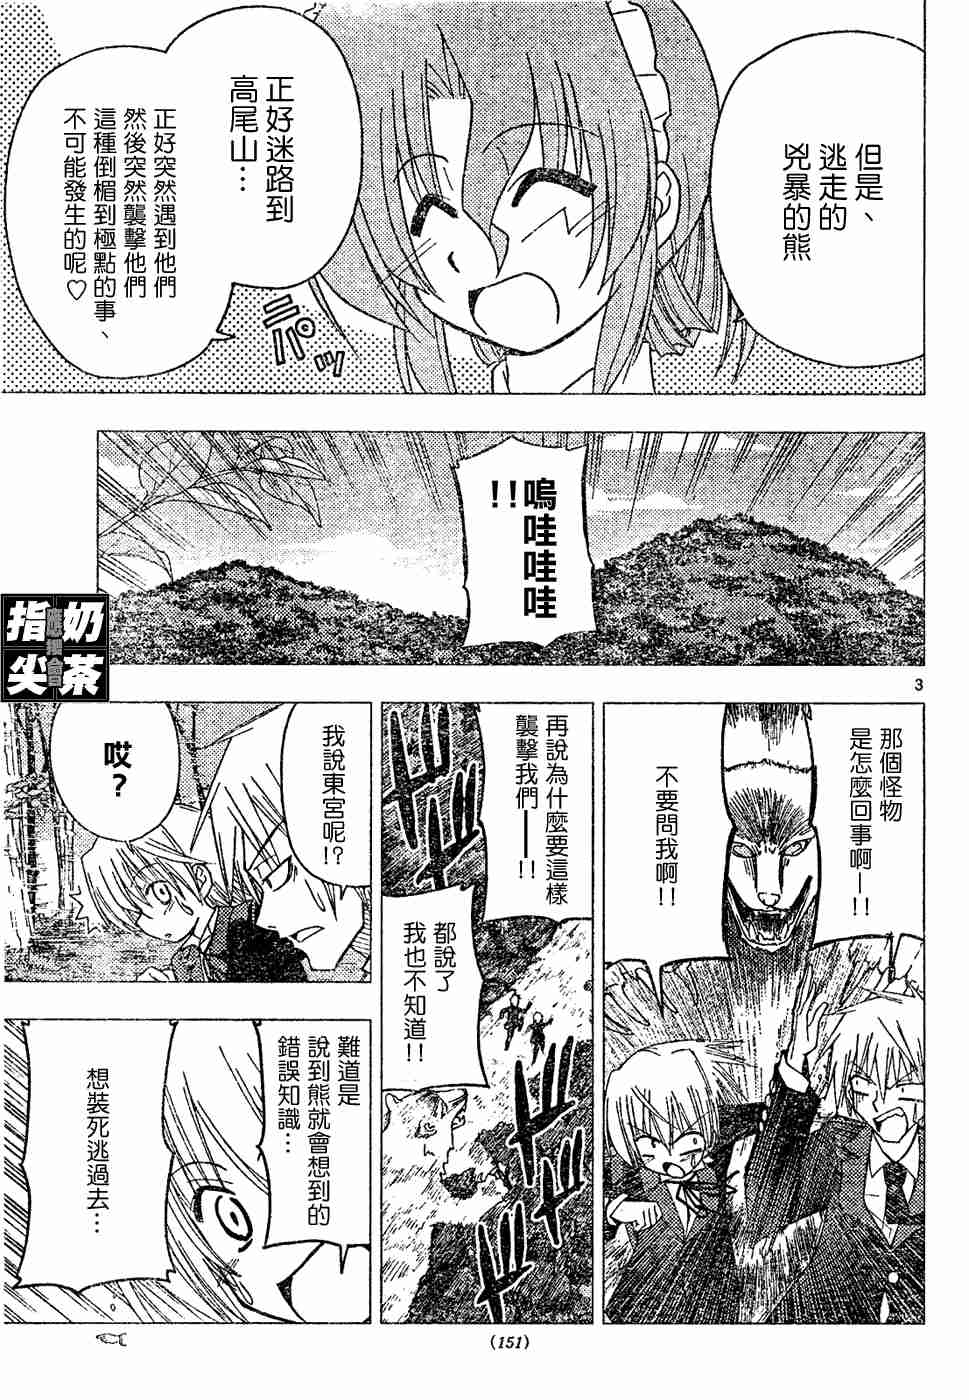 但是、
逃走的
兇暴的熊
正好迷路到
高尾山…
正好突然遇到他們
然後突然襲擊他們
這種倒楣到極點的事、
不可能發生的呢♡
ニパッ
嗚哇哇哇
!!
3
那個怪物
是怎麼回事啊—!!
不要問我啊!!
再說為什麼要這樣
襲擊我們——!!
都說了
我也不知道!!
我說東宮呢!?
哎?
難道是
說到熊就會想到的
錯誤知識…
想裝死逃過去…
指尖奶茶
(151)